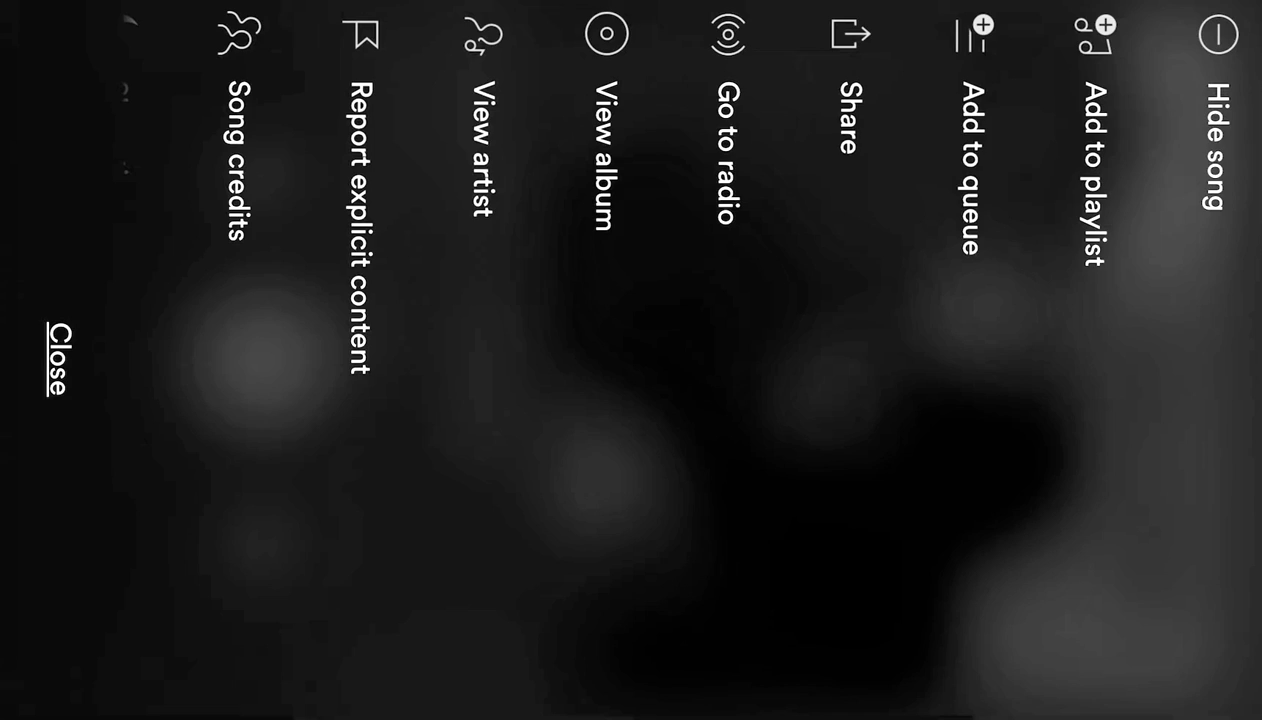 Hide song
Add to playlist
Add to queue
Share
Go to radio
View album
View artist
Report explicit content
Song credits
Close